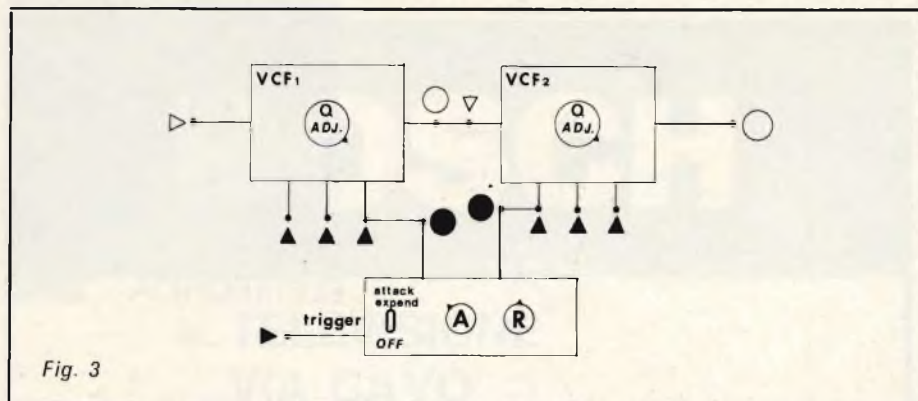 VCF1
Q
ADJ.
VCF2
Q
ADJ.
attack
expend
trigger
OFF
A
R
Fig. 3